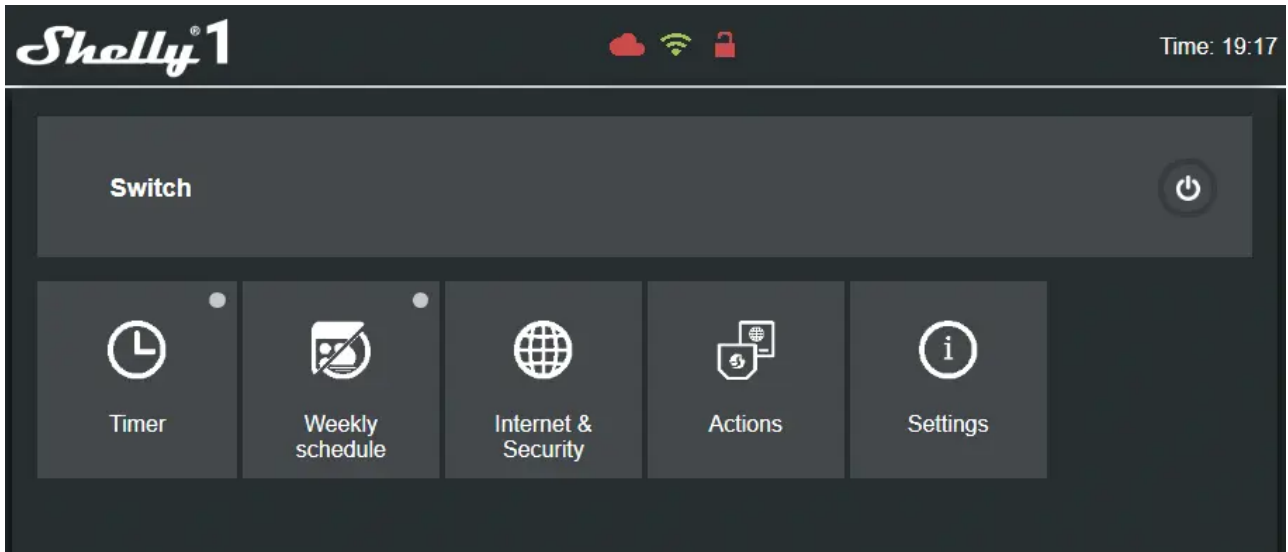 Shelly®1
Time: 19:17
Switch
Timer
Weekly
schedule
Internet &
Security
Actions
Settings